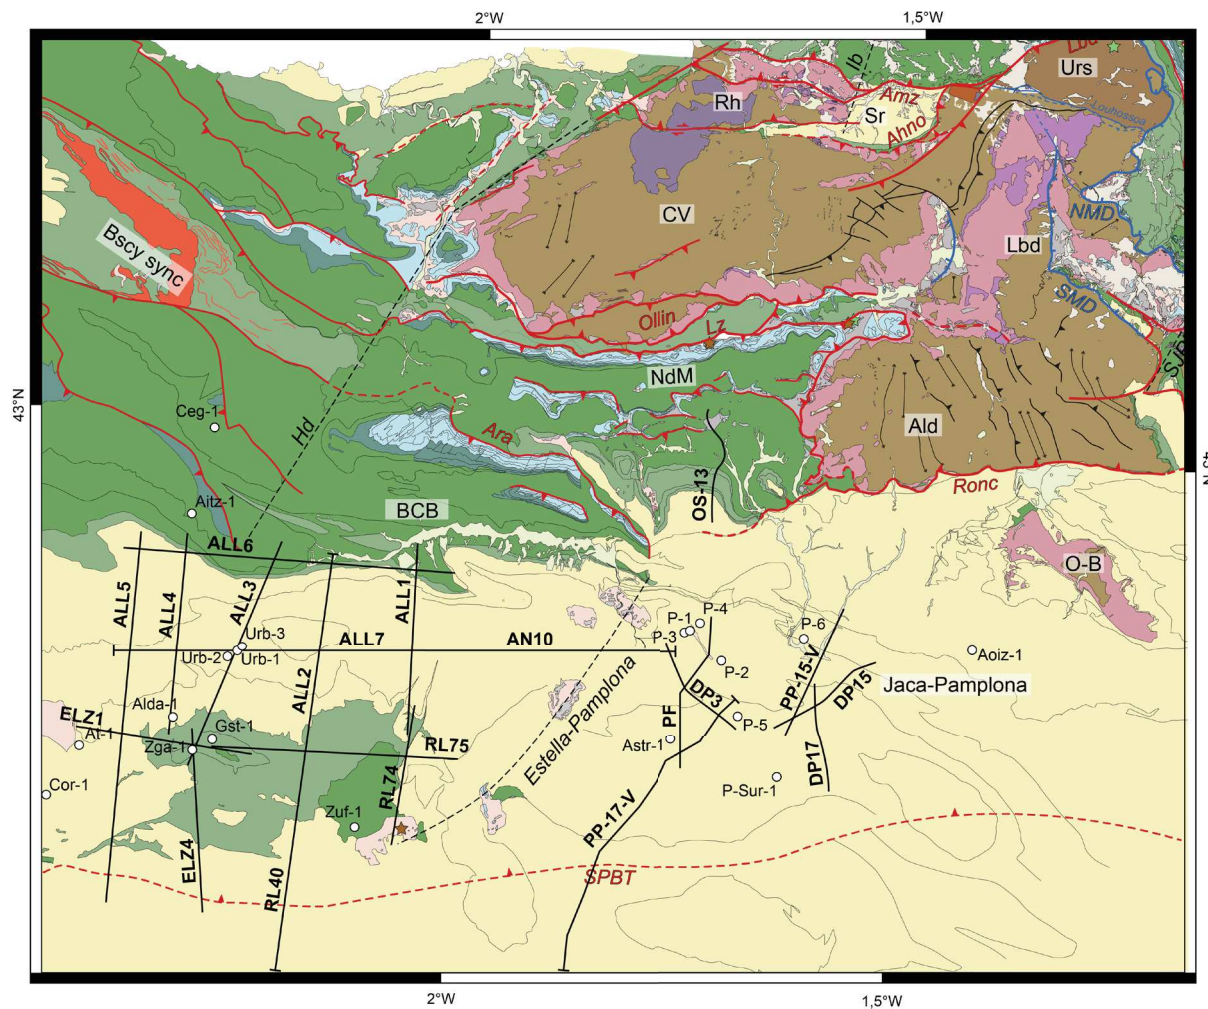 2°W
1,5°W
Lbd
Urs
Ib
Rh
Amz
Sr
Ahno
Louhossoa
CV
NMD
Lbd
Bscy sync
SMD
Ollin
Lz
SJP
NdM
43°N
Ceg-1
Hd
Ara
Ald
Ronc
OS-13
Aitz-1
BCB
ALL6
O-B
ALL5
ALL4
ALL3
ALL1
P-4
P-1
P-3
P-6
Urb-3
ALL7
AN10
Urb-2
Urb-1
P-2
Aoiz-1
ALL2
PP-15-V
DP15
Jaca-Pamplona
DP3
Estella-Pamplona
PF
Alda-1
ELZ1
Gst-1
P-5
At-1
Zga-1
RL75
Astr-1
DP17
RL74
P-Sur-1
Cor-1
Zuf-1
PP-17-V
ELZ4
RL40
SPBT
2°W
1,5°W